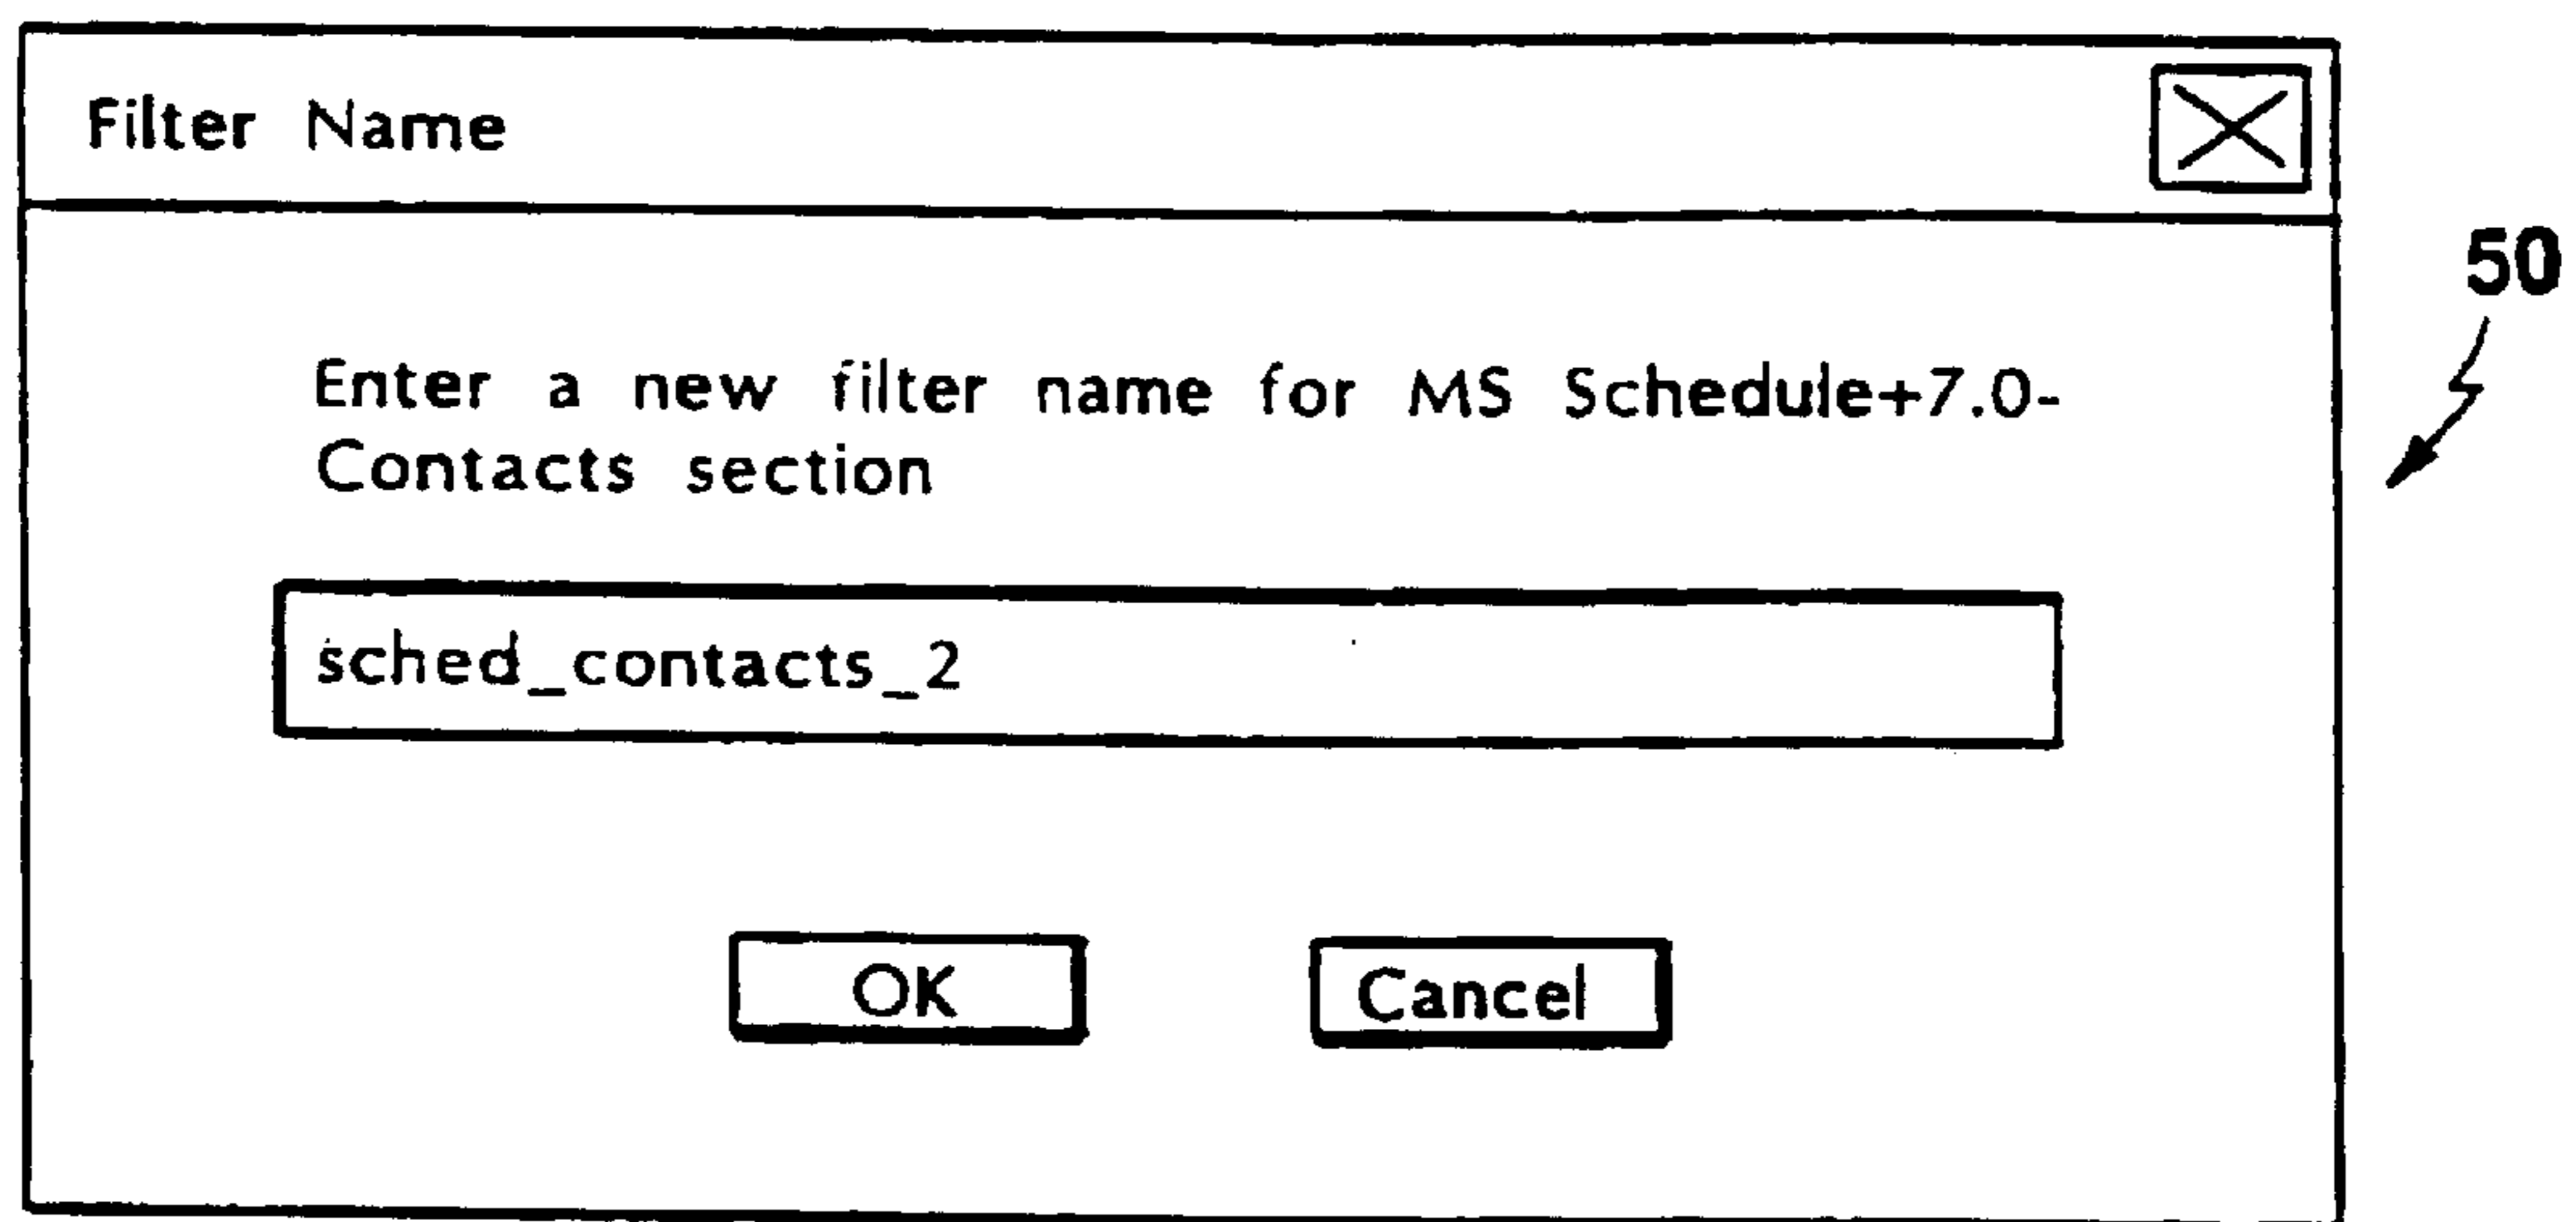 Filter Name
50
Enter a new filter name for MS Schedule+7.0-
Contacts section
sched_contacts_2
OK Cancel